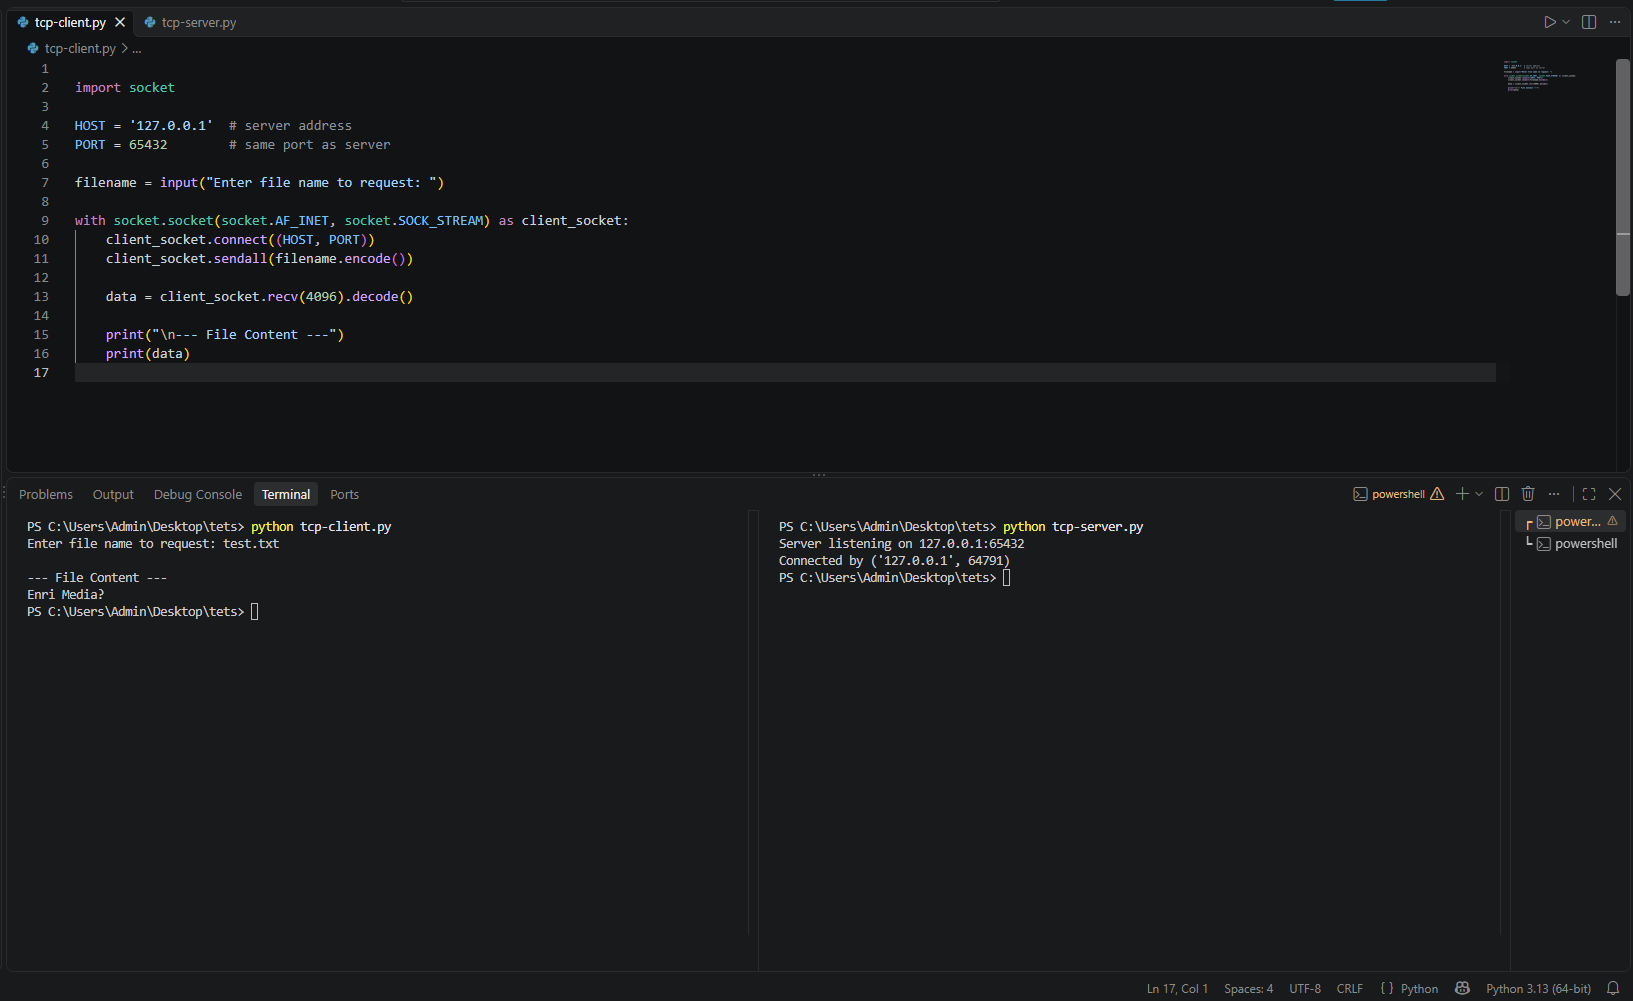 tcp-client.py
tcp-server.py
tcp-client.py > ...
1
2 import socket
3
4 HOST = '127.0.0.1'  # server address
5 PORT = 65432        # same port as server
6
7 filename = input("Enter file name to request: ")
8
9 with socket.socket(socket.AF_INET, socket.SOCK_STREAM) as client_socket:
10     client_socket.connect((HOST, PORT))
11     client_socket.sendall(filename.encode())
12
13     data = client_socket.recv(4096).decode()
14
15     print("\n--- File Content ---")
16     print(data)
17
Problems Output Debug Console Terminal Ports
powershell
PS C:\Users\Admin\Desktop\tets> python tcp-client.py
Enter file name to request: test.txt
--- File Content ---
Enri Media?
PS C:\Users\Admin\Desktop\tets>
PS C:\Users\Admin\Desktop\tets> python tcp-server.py
Server listening on 127.0.0.1:65432
Connected by ('127.0.0.1', 64791)
PS C:\Users\Admin\Desktop\tets>
power...
powershell
Ln 17, Col 1 Spaces: 4 UTF-8 CRLF { } Python Python 3.13 (64-bit)